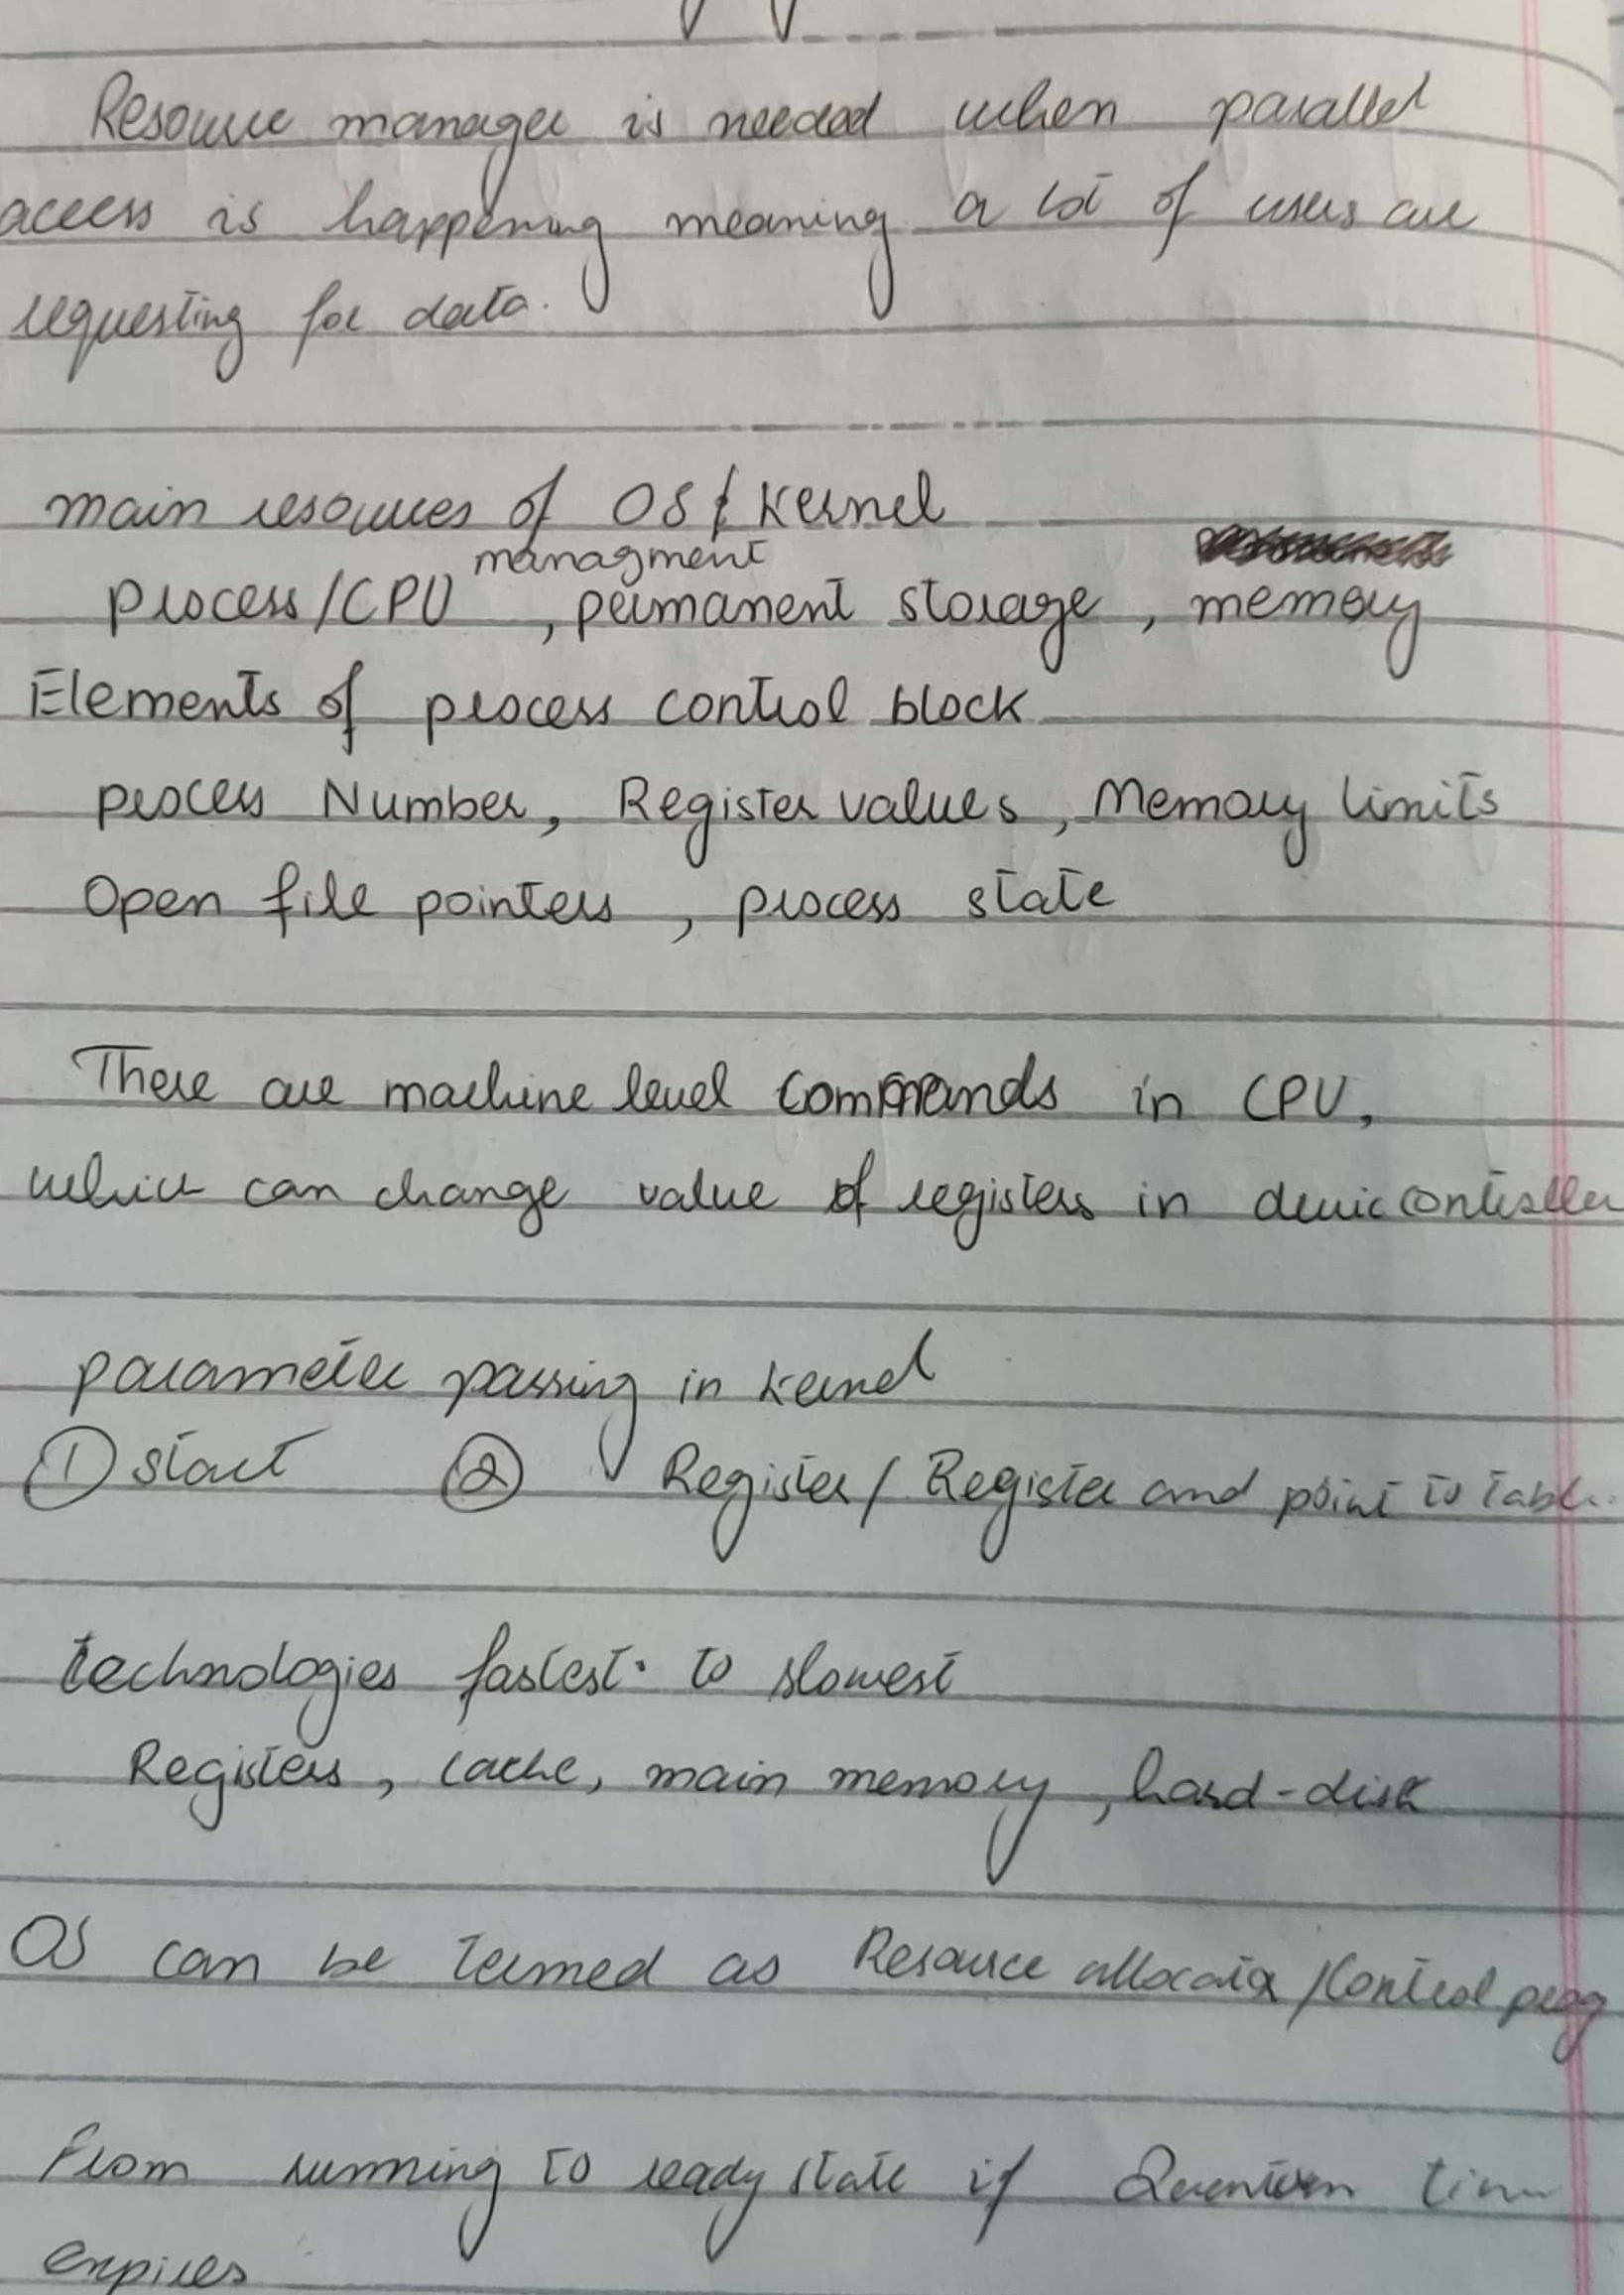 Resource manager is needed when parallel
access is happening meaning a lot of users are
requesting for data.
main resources of OS & Kernel
managment
process/CPU , permanent storage , memory
Elements of process control block
process Number, Register values, Memory limits
Open file pointers , process state
There are machine level commands in CPU,
which can change value of registers in devic controller
parameter passing in kernel
① start ② Register/ Register and point to table
technologies fastest to slowest
Registers, cache, main memory, hard-disk
OS can be termed as Resource allocator /Control prog
From running to ready state if Quantum time
expires